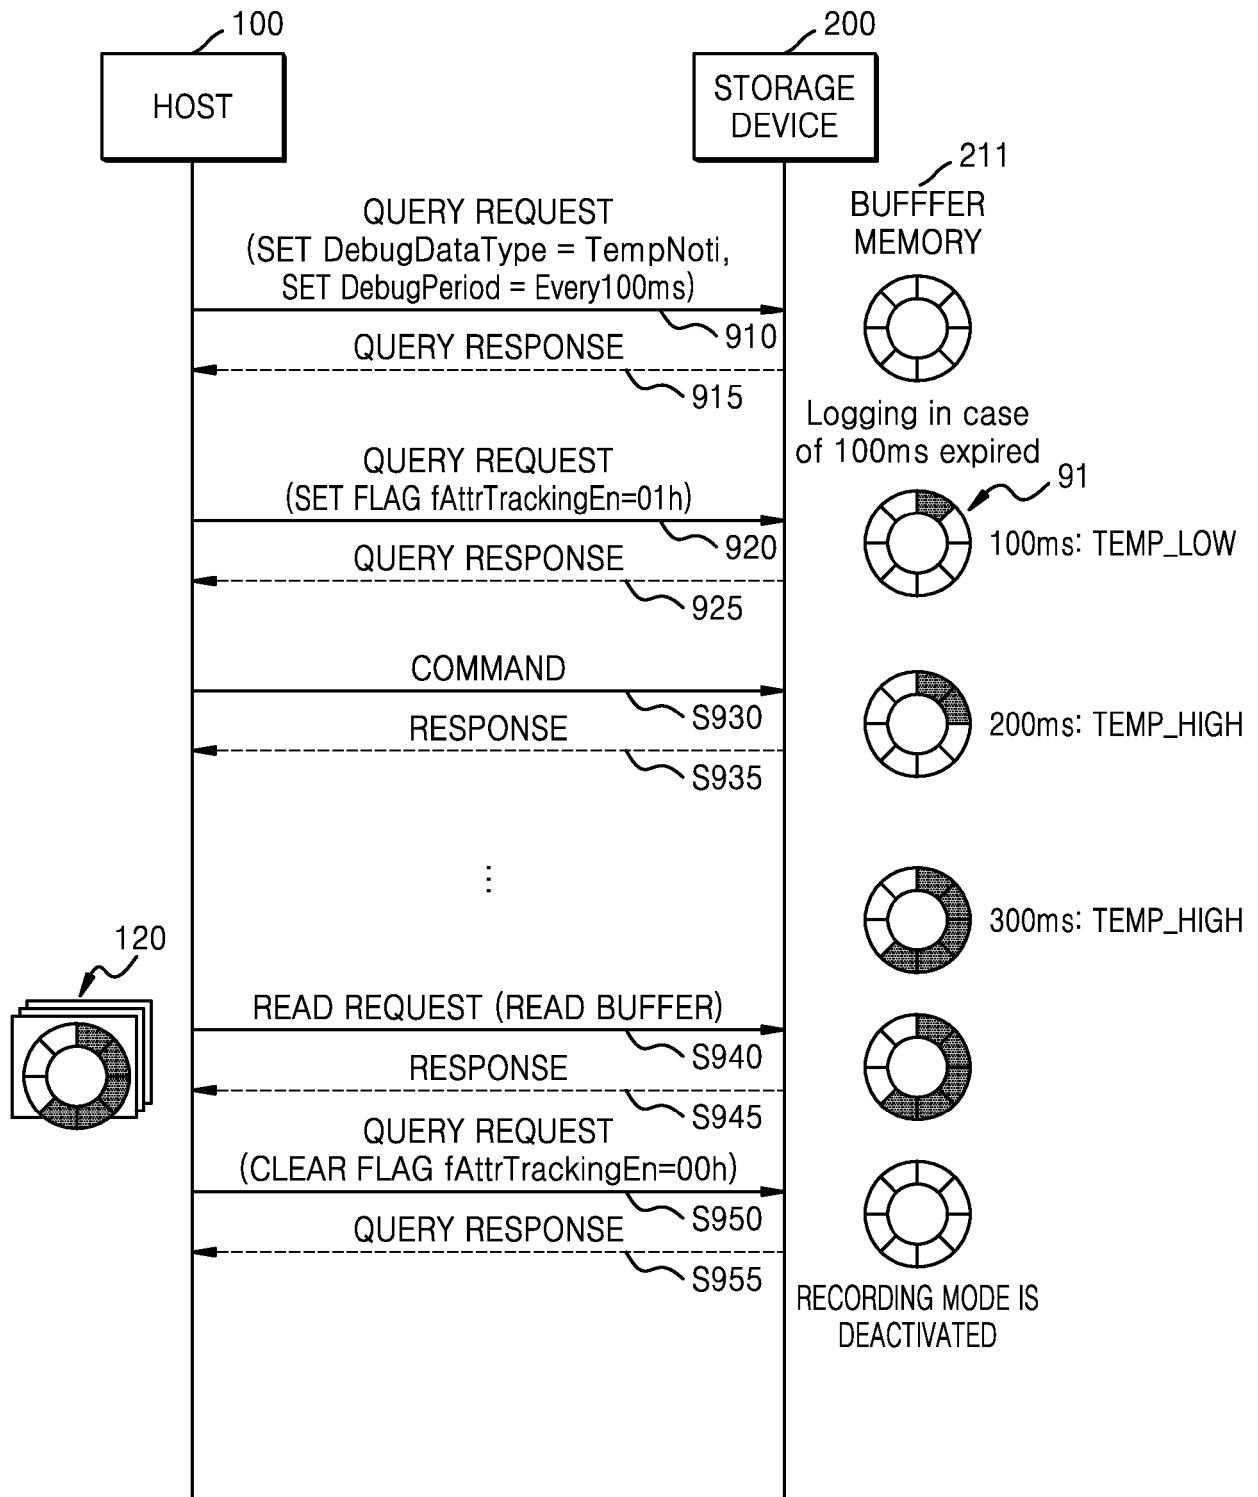 100
200
HOST
STORAGE
DEVICE
211
BUFFFER
MEMORY
QUERY REQUEST
(SET DebugDataType = TempNoti,
SET DebugPeriod = Every100ms)
910
QUERY RESPONSE
915
Logging in case
of 100ms expired
QUERY REQUEST
(SET FLAG fAttrTrackingEn=01h)
91
920
100ms: TEMP_LOW
QUERY RESPONSE
925
COMMAND
S930
200ms: TEMP_HIGH
RESPONSE
S935
⋮
300ms: TEMP_HIGH
120
READ REQUEST (READ BUFFER)
S940
RESPONSE
S945
QUERY REQUEST
(CLEAR FLAG fAttrTrackingEn=00h)
S950
QUERY RESPONSE
S955
RECORDING MODE IS
DEACTIVATED